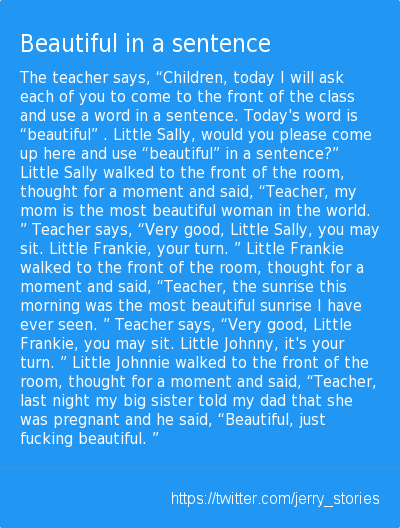 Beautiful in a sentence
The teacher says, “Children, today I will ask
each of you to come to the front of the class
and use a word in a sentence. Today's word is
“beautiful” . Little Sally, would you please come
up here and use “beautiful” in a sentence?”
Little Sally walked to the front of the room,
thought for a moment and said, “Teacher, my
mom is the most beautiful woman in the world.
” Teacher says, “Very good, Little Sally, you may
sit. Little Frankie, your turn. ” Little Frankie
walked to the front of the room, thought for a
moment and said, “Teacher, the sunrise this
morning was the most beautiful sunrise I have
ever seen. ” Teacher says, “Very good, Little
Frankie, you may sit. Little Johnny, it's your
turn. ” Little Johnnie walked to the front of the
room, thought for a moment and said, “Teacher,
last night my big sister told my dad that she
was pregnant and he said, “Beautiful, just
fucking beautiful. ”
https://twitter.com/jerry_stories